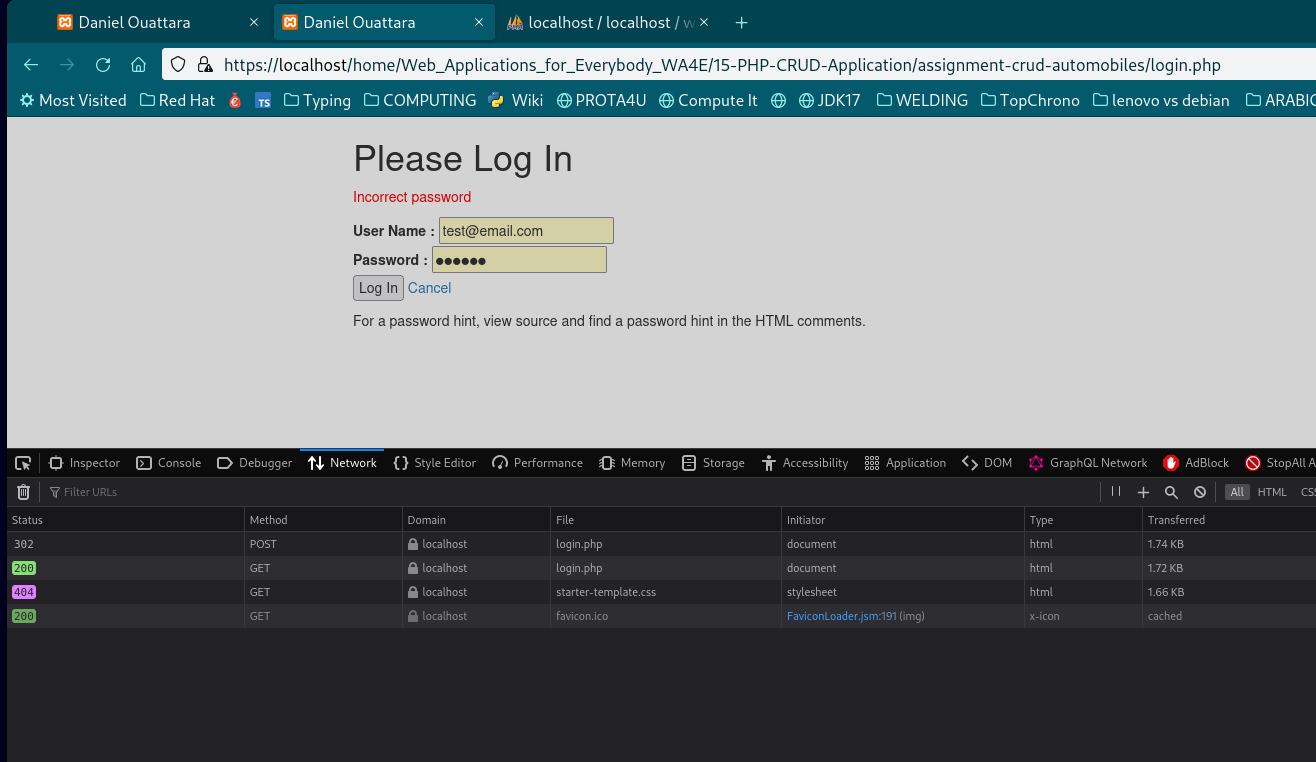 Daniel Ouattara × Daniel Ouattara × localhost / localhost / w × +
https://localhost/home/Web_Applications_for_Everybody_WA4E/15-PHP-CRUD-Application/assignment-crud-automobiles/login.php
Most Visited Red Hat TS Typing COMPUTING Wiki PROTA4U Compute It JDK17 WELDING TopChrono lenovo vs debian ARABIC
Please Log In
Incorrect password
User Name : test@email.com
Password : ●●●●●●
Log In Cancel
For a password hint, view source and find a password hint in the HTML comments.
Inspector Console Debugger Network Style Editor Performance Memory Storage Accessibility Application DOM GraphQL Network AdBlock StopAll A
Filter URLs All HTML CSS
Status Method Domain File Initiator Type Transferred
302 POST localhost login.php document html 1.74 KB
200 GET localhost login.php document html 1.72 KB
404 GET localhost starter-template.css stylesheet html 1.66 KB
200 GET localhost favicon.ico FaviconLoader.jsm:191 (img) x-icon cached